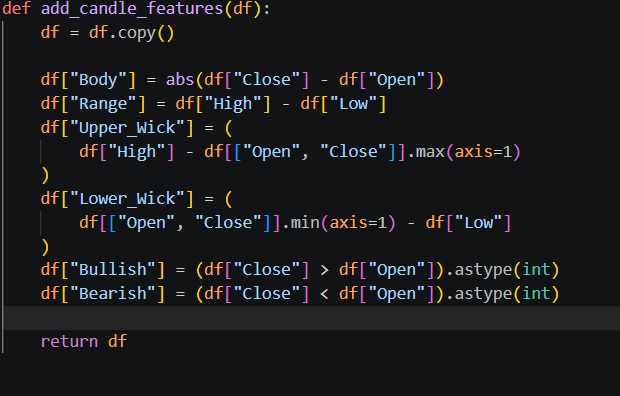 def add_candle_features(df):
    df = df.copy()

    df["Body"] = abs(df["Close"] - df["Open"])
    df["Range"] = df["High"] - df["Low"]
    df["Upper_Wick"] = (
        df["High"] - df[["Open", "Close"]].max(axis=1)
    )
    df["Lower_Wick"] = (
        df[["Open", "Close"]].min(axis=1) - df["Low"]
    )
    df["Bullish"] = (df["Close"] > df["Open"]).astype(int)
    df["Bearish"] = (df["Close"] < df["Open"]).astype(int)

    return df